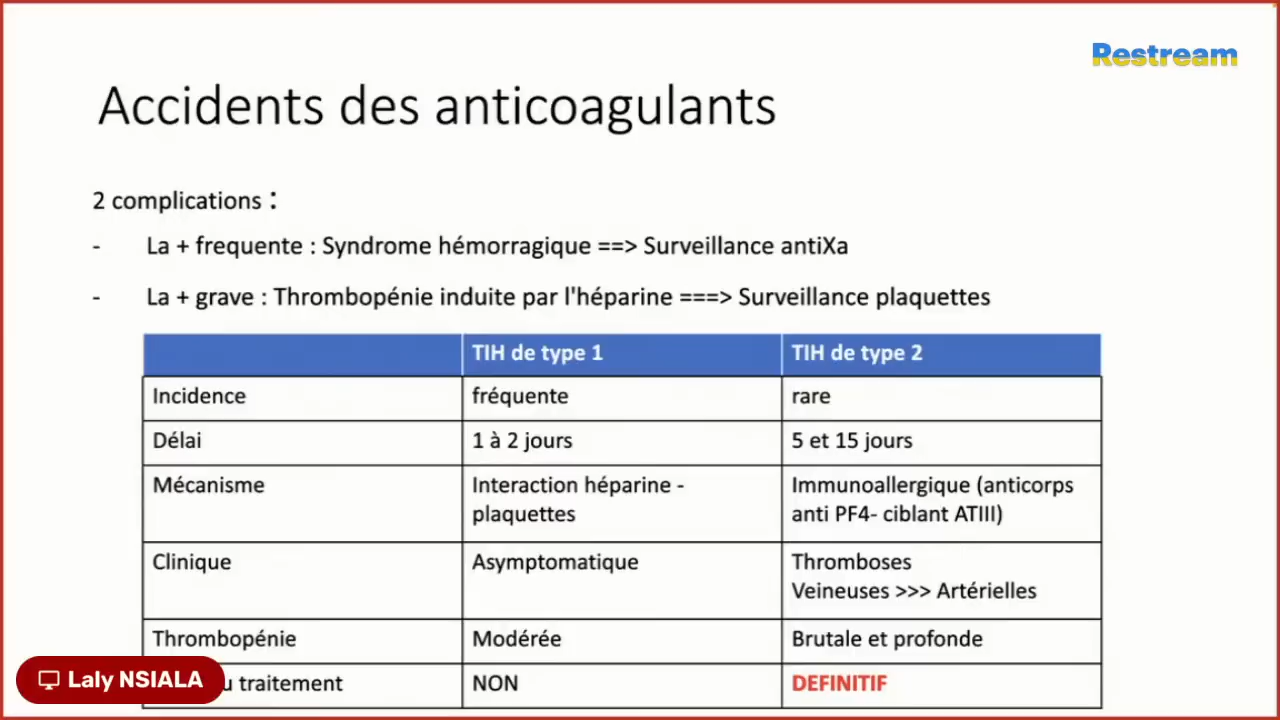 Restream
Accidents des anticoagulants
2 complications :
- La + frequente : Syndrome hémorragique ==> Surveillance antiXa
- La + grave : Thrombopénie induite par l'héparine ===> Surveillance plaquettes
TIH de type 1 TIH de type 2
Incidence fréquente rare
Délai 1 à 2 jours 5 et 15 jours
Mécanisme Interaction héparine - Immunoallergique (anticorps
plaquettes anti PF4- ciblant ATIII)
Clinique Asymptomatique Thromboses
Veineuses >>> Artérielles
Thrombopénie Modérée Brutale et profonde
traitement NON DEFINITIF
Laly NSIALA